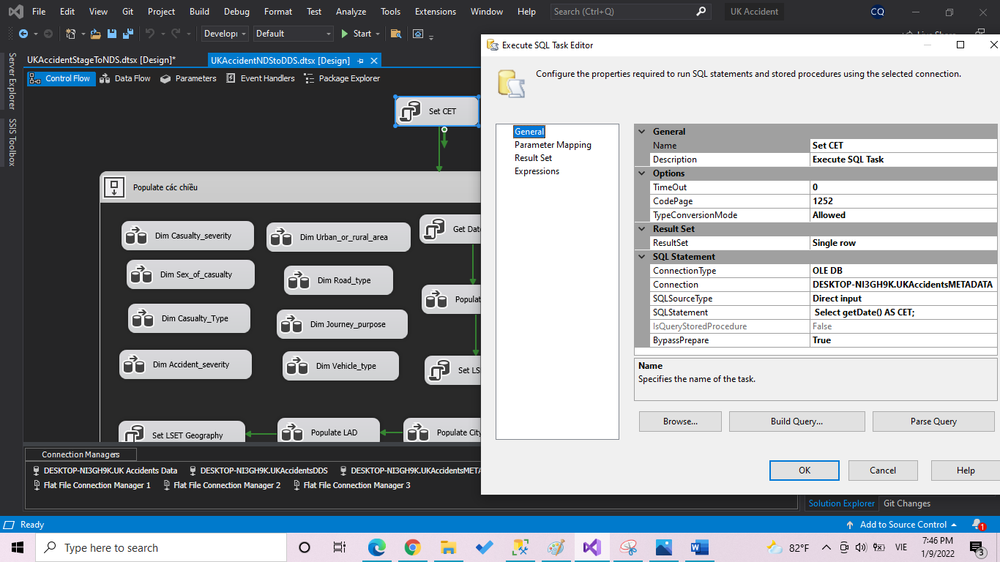 File Edit View Git Project Build Debug Format Test Analyze Tools Extensions Window Help Search (Ctrl+Q) UK Accident CQ
Develop Default Start Live Share
UKAccidentStageToNDS.dtsx [Design]* UKAccidentNDStoDDS.dtsx [Design]
Control Flow Data Flow Parameters Event Handlers Package Explorer
Server Explorer
SSIS Toolbox
Set CET
Populate các chiều
Dim Casualty_severity Dim Urban_or_rural_area Get Date
Dim Sex_of_casualty Dim Road_type
Populat
Dim Casualty_Type Dim Journey_purpose
Dim Accident_severity Dim Vehicle_type Set LS
Set LSET Geography Populate LAD Populate City
Connection Managers
DESKTOP-NI3GH9K.UK Accidents Data DESKTOP-NI3GH9K.UKAccidentsDDS DESKTOP-NI3GH9K.UKAccidentsMETA
Flat File Connection Manager 1 Flat File Connection Manager 2 Flat File Connection Manager 3
Execute SQL Task Editor
Configure the properties required to run SQL statements and stored procedures using the selected connection.
General
Parameter Mapping
Result Set
Expressions
General
Name Set CET
Description Execute SQL Task
Options
TimeOut 0
CodePage 1252
TypeConversionMode Allowed
Result Set
ResultSet Single row
SQL Statement
ConnectionType OLE DB
Connection DESKTOP-NI3GH9K.UKAccidentsMETADATA
SQLSourceType Direct input
SQLStatement Select getDate() AS CET;
IsQueryStoredProcedure False
BypassPrepare True
Name
Specifies the name of the task.
Browse... Build Query... Parse Query
OK Cancel Help
Solution Explorer Git Changes
Ready Add to Source Control 1
Type here to search 82°F VIE 7:46 PM
1/9/2022 3